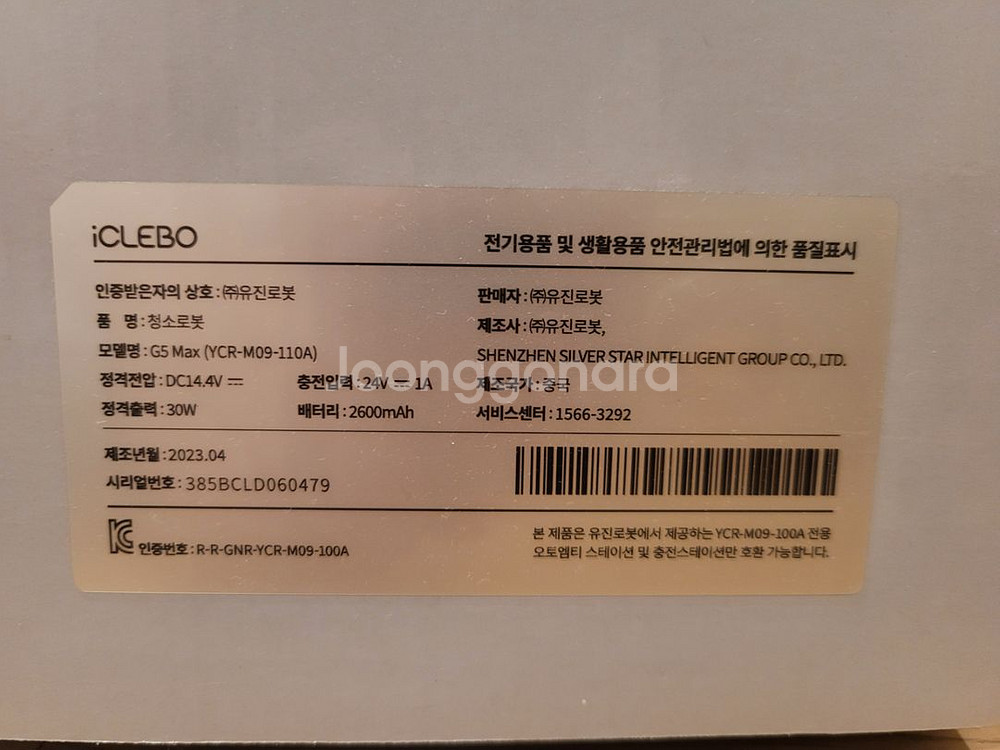 iCLEBO
전기용품 및 생활용품 안전관리법에 의한 품질표시
인증받은자의 상호 : ㈜유진로봇
품 명 : 청소로봇
모델명 : G5 Max (YCR-M09-110A)
정격전압 : DC14.4V ⎓ 충전입력 : 24V ⎓ 1A
정격출력 : 30W 배터리 : 2600mAh
판매자 : ㈜유진로봇
제조사 : ㈜유진로봇,
SHENZHEN SILVER STAR INTELLIGENT GROUP CO., LTD.
제조국가 : 중국
서비스센터 : 1566-3292
joonggonara
제조년월 : 2023.04
시리얼번호 : 385BCLD060479
인증번호 : R-R-GNR-YCR-M09-100A
본 제품은 유진로봇에서 제공하는 YCR-M09-100A 전용
오토엠티 스테이션 및 충전스테이션만 호환 가능합니다.